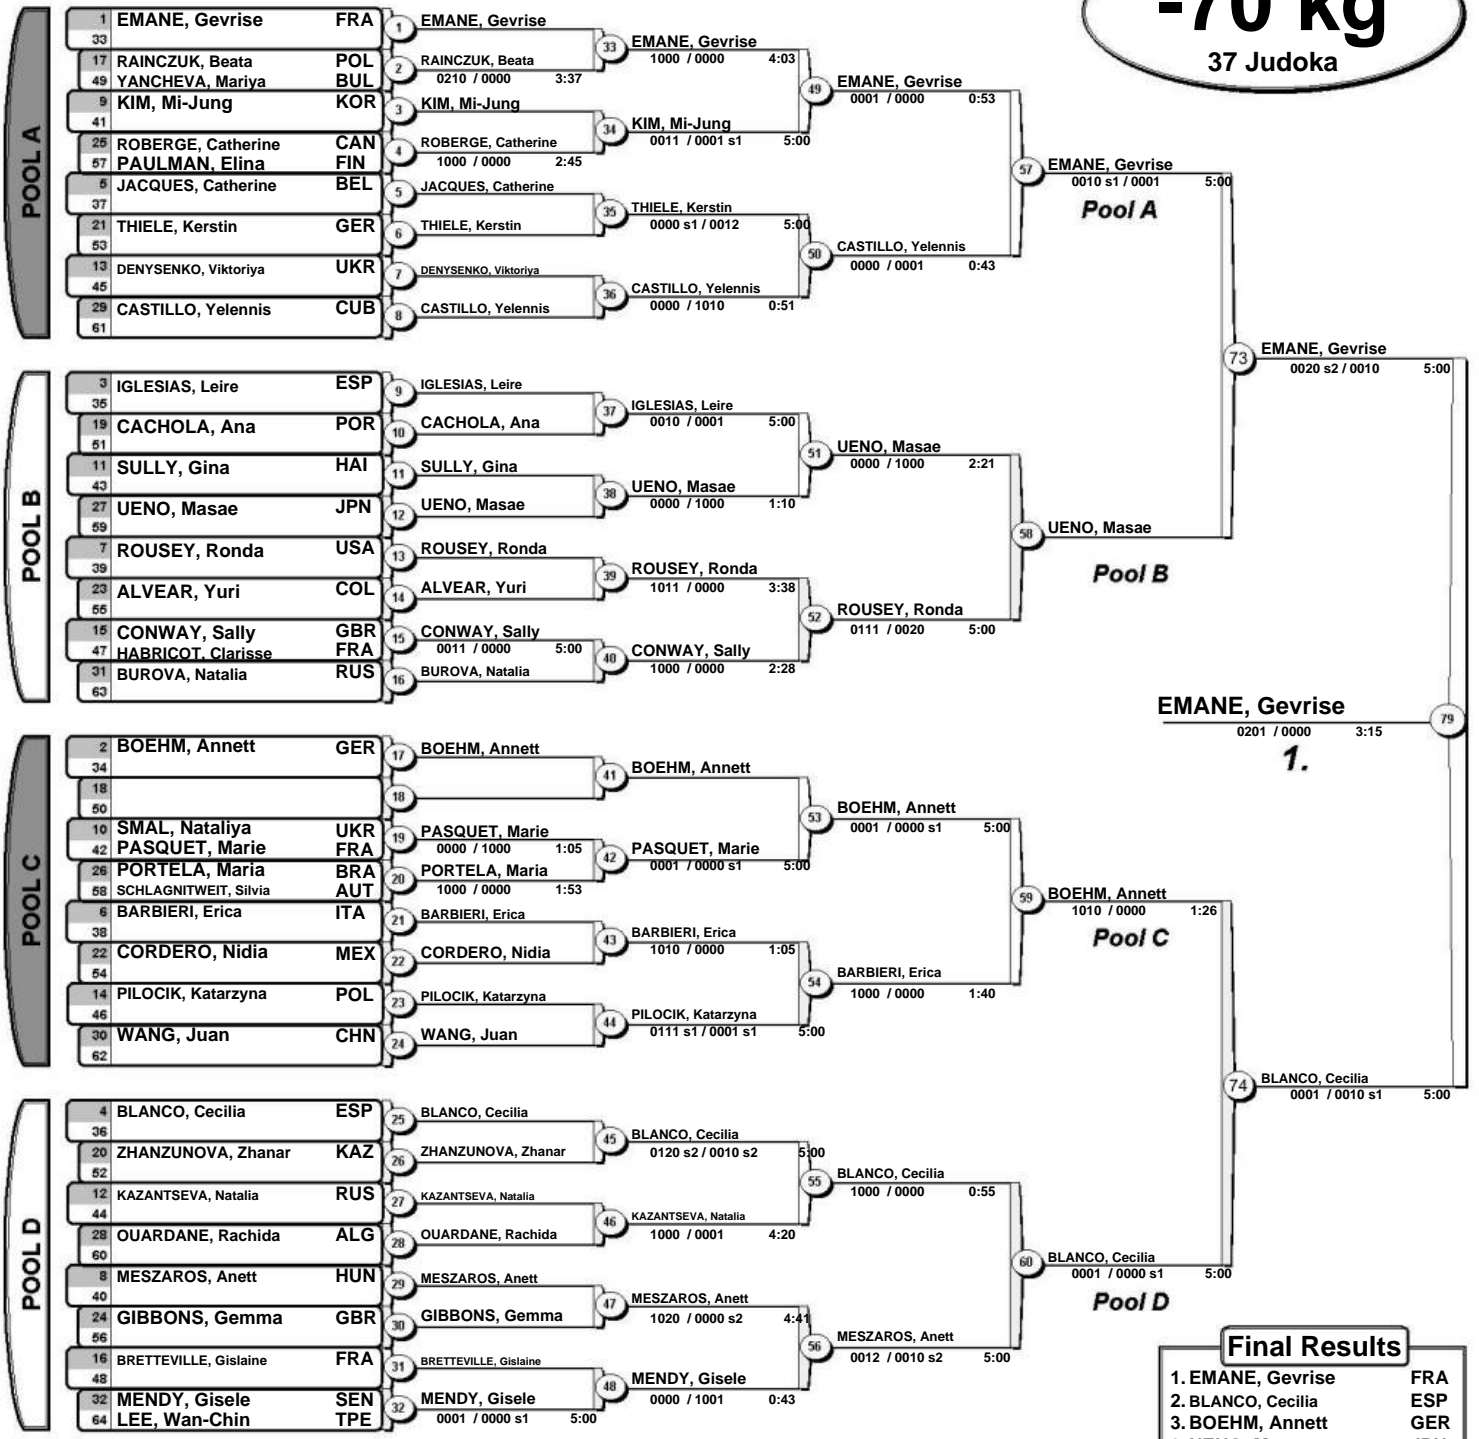 -70 kg
37 Judoka
POOL A
1 EMANE, Gevrise FRA
33
17 RAINCZUK, Beata POL
49 YANCHEVA, Mariya BUL
9 KIM, Mi-Jung KOR
41
25 ROBERGE, Catherine CAN
57 PAULMAN, Elina FIN
5 JACQUES, Catherine BEL
37
21 THIELE, Kerstin GER
53
13 DENYSENKO, Viktoriya UKR
45
29 CASTILLO, Yelennis CUB
61
1 EMANE, Gevrise
2 RAINCZUK, Beata
0210 / 0000 3:37
3 KIM, Mi-Jung
4 ROBERGE, Catherine
1000 / 0000 2:45
5 JACQUES, Catherine
6 THIELE, Kerstin
7 DENYSENKO, Viktoriya
8 CASTILLO, Yelennis
33 EMANE, Gevrise
1000 / 0000 4:03
34 KIM, Mi-Jung
0011 / 0001 s1 5:00
35 THIELE, Kerstin
0000 s1 / 0012 5:00
36 CASTILLO, Yelennis
0000 / 1010 0:51
49 EMANE, Gevrise
0001 / 0000 0:53
50 CASTILLO, Yelennis
0000 / 0001 0:43
57 EMANE, Gevrise
0010 s1 / 0001 5:00
Pool A
POOL B
3 IGLESIAS, Leire ESP
35
19 CACHOLA, Ana POR
51
11 SULLY, Gina HAI
43
27 UENO, Masae JPN
59
7 ROUSEY, Ronda USA
39
23 ALVEAR, Yuri COL
55
15 CONWAY, Sally GBR
47 HABRICOT, Clarisse FRA
31 BUROVA, Natalia RUS
63
9 IGLESIAS, Leire
10 CACHOLA, Ana
11 SULLY, Gina
12 UENO, Masae
13 ROUSEY, Ronda
14 ALVEAR, Yuri
15 CONWAY, Sally
0011 / 0000 5:00
16 BUROVA, Natalia
37 IGLESIAS, Leire
0010 / 0001 5:00
38 UENO, Masae
0000 / 1000 1:10
39 ROUSEY, Ronda
1011 / 0000 3:38
40 CONWAY, Sally
1000 / 0000 2:28
51 UENO, Masae
0000 / 1000 2:21
52 ROUSEY, Ronda
0111 / 0020 5:00
58 UENO, Masae
Pool B
73 EMANE, Gevrise
0020 s2 / 0010 5:00
EMANE, Gevrise 79
0201 / 0000 3:15
1.
POOL C
2 BOEHM, Annett GER
34
18
50
10 SMAL, Nataliya UKR
42 PASQUET, Marie FRA
26 PORTELA, Maria BRA
58 SCHLAGNITWEIT, Silvia AUT
6 BARBIERI, Erica ITA
38
22 CORDERO, Nidia MEX
54
14 PILOCIK, Katarzyna POL
46
30 WANG, Juan CHN
62
17 BOEHM, Annett
18
19 PASQUET, Marie
0000 / 1000 1:05
20 PORTELA, Maria
1000 / 0000 1:53
21 BARBIERI, Erica
22 CORDERO, Nidia
23 PILOCIK, Katarzyna
24 WANG, Juan
41 BOEHM, Annett
42 PASQUET, Marie
0001 / 0000 s1 5:00
43 BARBIERI, Erica
1010 / 0000 1:05
44 PILOCIK, Katarzyna
0111 s1 / 0001 s1 5:00
53 BOEHM, Annett
0001 / 0000 s1 5:00
54 BARBIERI, Erica
1000 / 0000 1:40
59 BOEHM, Annett
1010 / 0000 1:26
Pool C
POOL D
4 BLANCO, Cecilia ESP
36
20 ZHANZUNOVA, Zhanar KAZ
52
12 KAZANTSEVA, Natalia RUS
44
28 OUARDANE, Rachida ALG
60
8 MESZAROS, Anett HUN
40
24 GIBBONS, Gemma GBR
56
16 BRETTEVILLE, Gislaine FRA
48
32 MENDY, Gisele SEN
64 LEE, Wan-Chin TPE
25 BLANCO, Cecilia
26 ZHANZUNOVA, Zhanar
27 KAZANTSEVA, Natalia
28 OUARDANE, Rachida
29 MESZAROS, Anett
30 GIBBONS, Gemma
31 BRETTEVILLE, Gislaine
32 MENDY, Gisele
0001 / 0000 s1 5:00
45 BLANCO, Cecilia
0120 s2 / 0010 s2 5:00
46 KAZANTSEVA, Natalia
1000 / 0001 4:20
47 MESZAROS, Anett
1020 / 0000 s2 4:41
48 MENDY, Gisele
0000 / 1001 0:43
55 BLANCO, Cecilia
1000 / 0000 0:55
56 MESZAROS, Anett
0012 / 0010 s2 5:00
60 BLANCO, Cecilia
0001 / 0000 s1 5:00
Pool D
74 BLANCO, Cecilia
0001 / 0010 s1 5:00
Final Results
1. EMANE, Gevrise FRA
2. BLANCO, Cecilia ESP
3. BOEHM, Annett GER